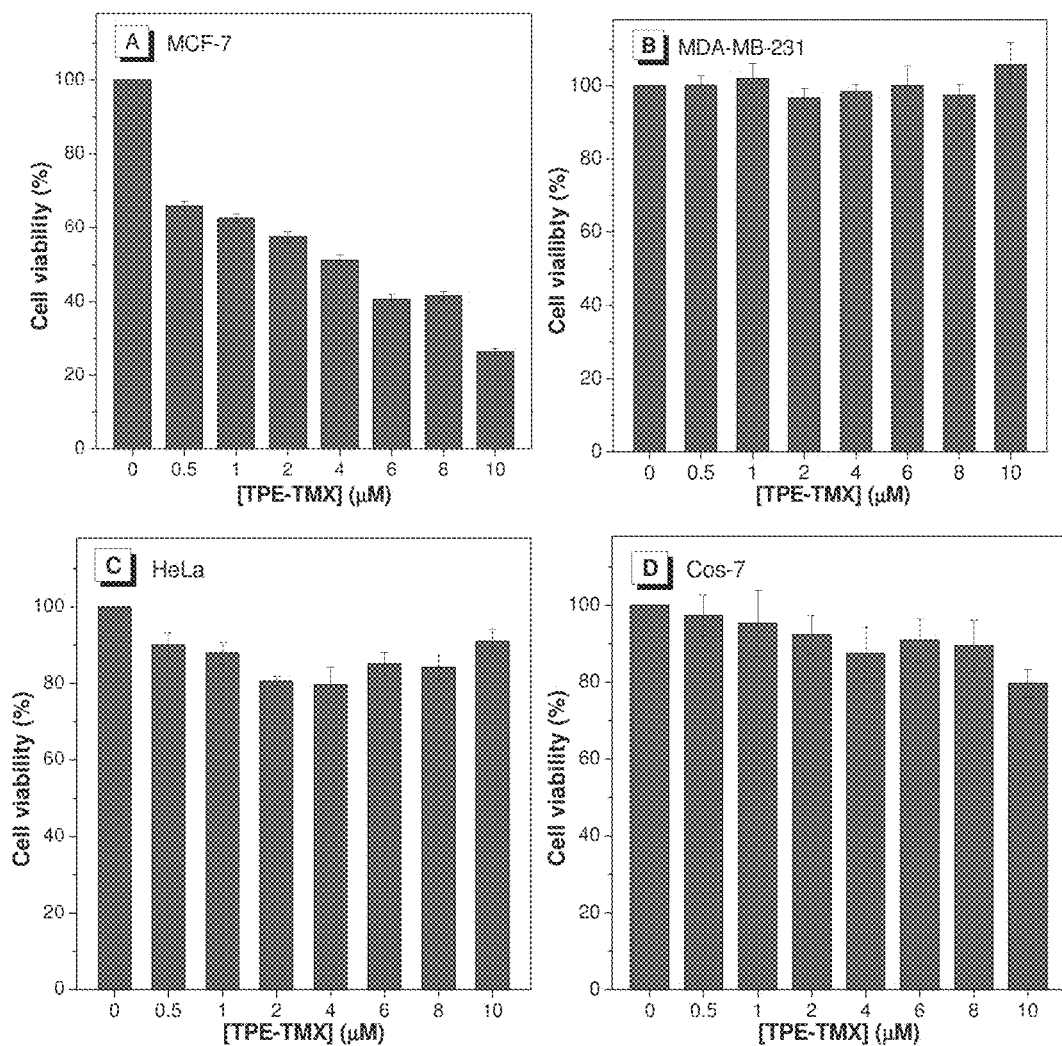 A MCF-7
100
80
60
40
20
0
Cell viability (%)
0 0.5 1 2 4 6 8 10
[TPE-TMX] (μM)
B MDA-MB-231
100
80
60
40
20
0
Cell viailibty (%)
0 0.5 1 2 4 6 8 10
[TPE-TMX] (μM)
C HeLa
100
80
60
40
20
0
Cell viability (%)
0 0.5 1 2 4 6 8 10
[TPE-TMX] (μM)
D Cos-7
100
80
60
40
20
0
Cell viability (%)
0 0.5 1 2 4 6 8 10
[TPE-TMX] (μM)